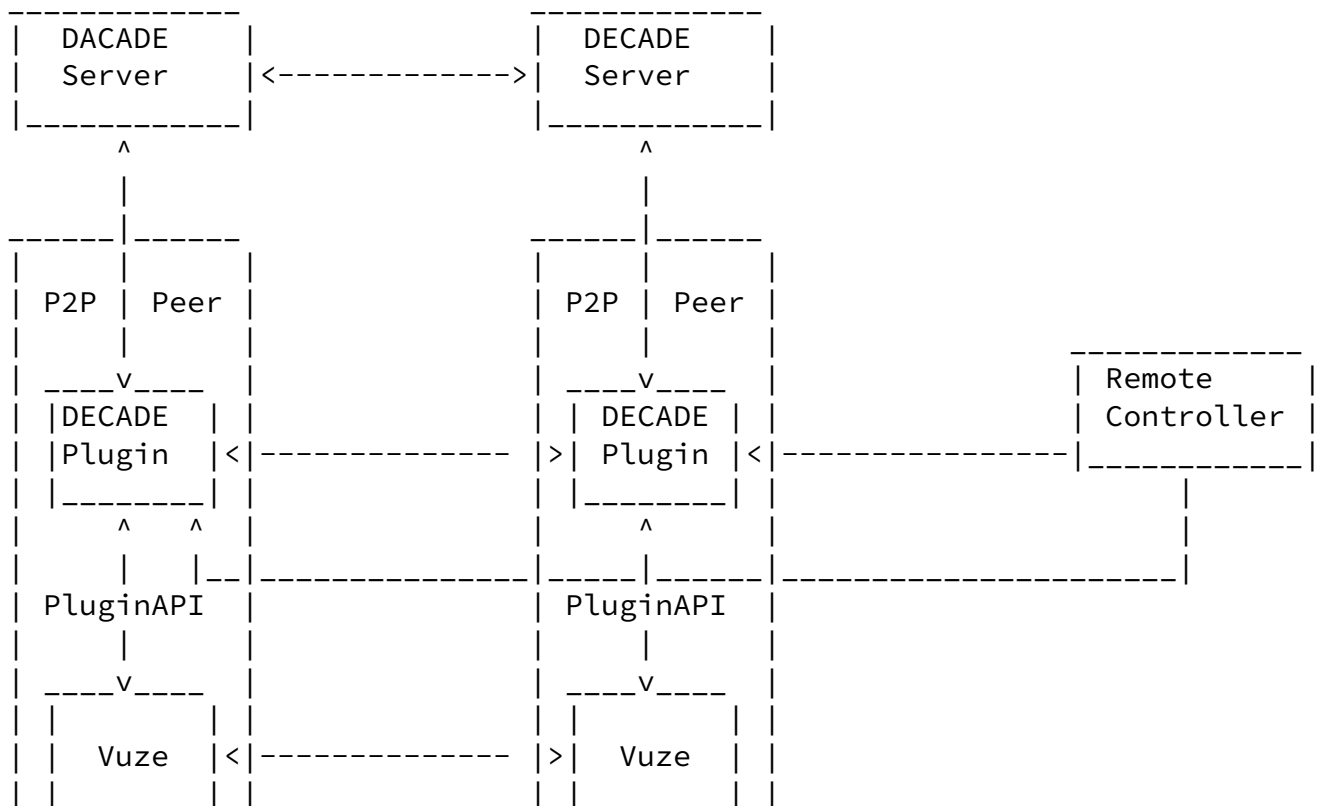 DACADE DECADE
Server Server
P2P Peer P2P Peer
Remote
DECADE DECADE Controller
Plugin Plugin
PluginAPI PluginAPI
Vuze Vuze